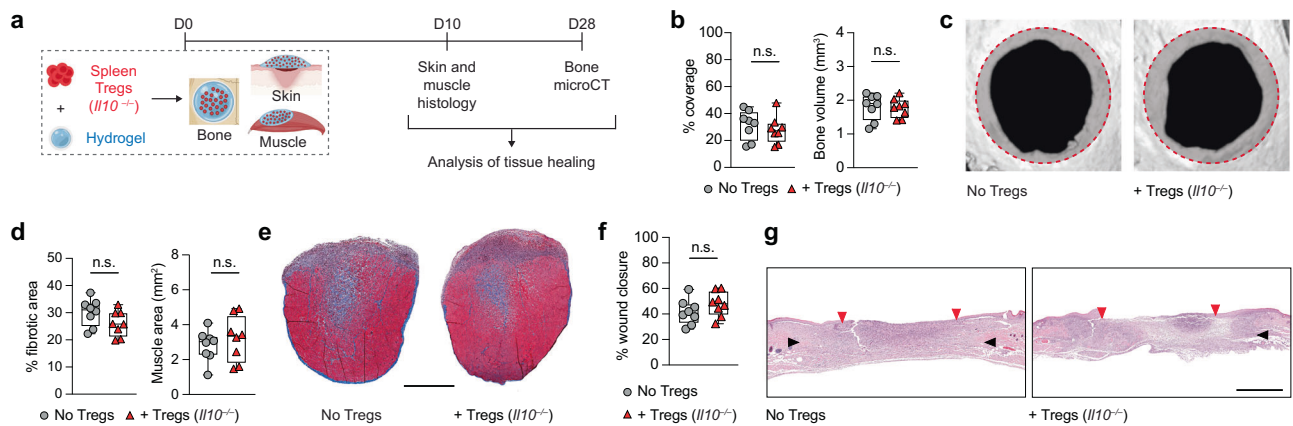 a
D0
D10
D28
Spleen
Tregs
(Il10 –/–)
+
Hydrogel
Bone
Skin
Muscle
Skin and
muscle
histology
Bone
microCT
Analysis of tissue healing
b
% coverage
100
80
60
40
20
0
n.s.
Bone volume (mm³)
4
3
2
1
0
n.s.
No Tregs
+ Tregs (Il10–/–)
c
No Tregs
+ Tregs (Il10–/–)
d
% fibrotic area
50
40
30
20
10
0
n.s.
Muscle area (mm²)
8
6
4
2
0
n.s.
No Tregs
+ Tregs (Il10–/–)
e
No Tregs
+ Tregs (Il10–/–)
f
% wound closure
100
80
60
40
20
0
n.s.
No Tregs
+ Tregs (Il10–/–)
g
No Tregs
+ Tregs (Il10–/–)